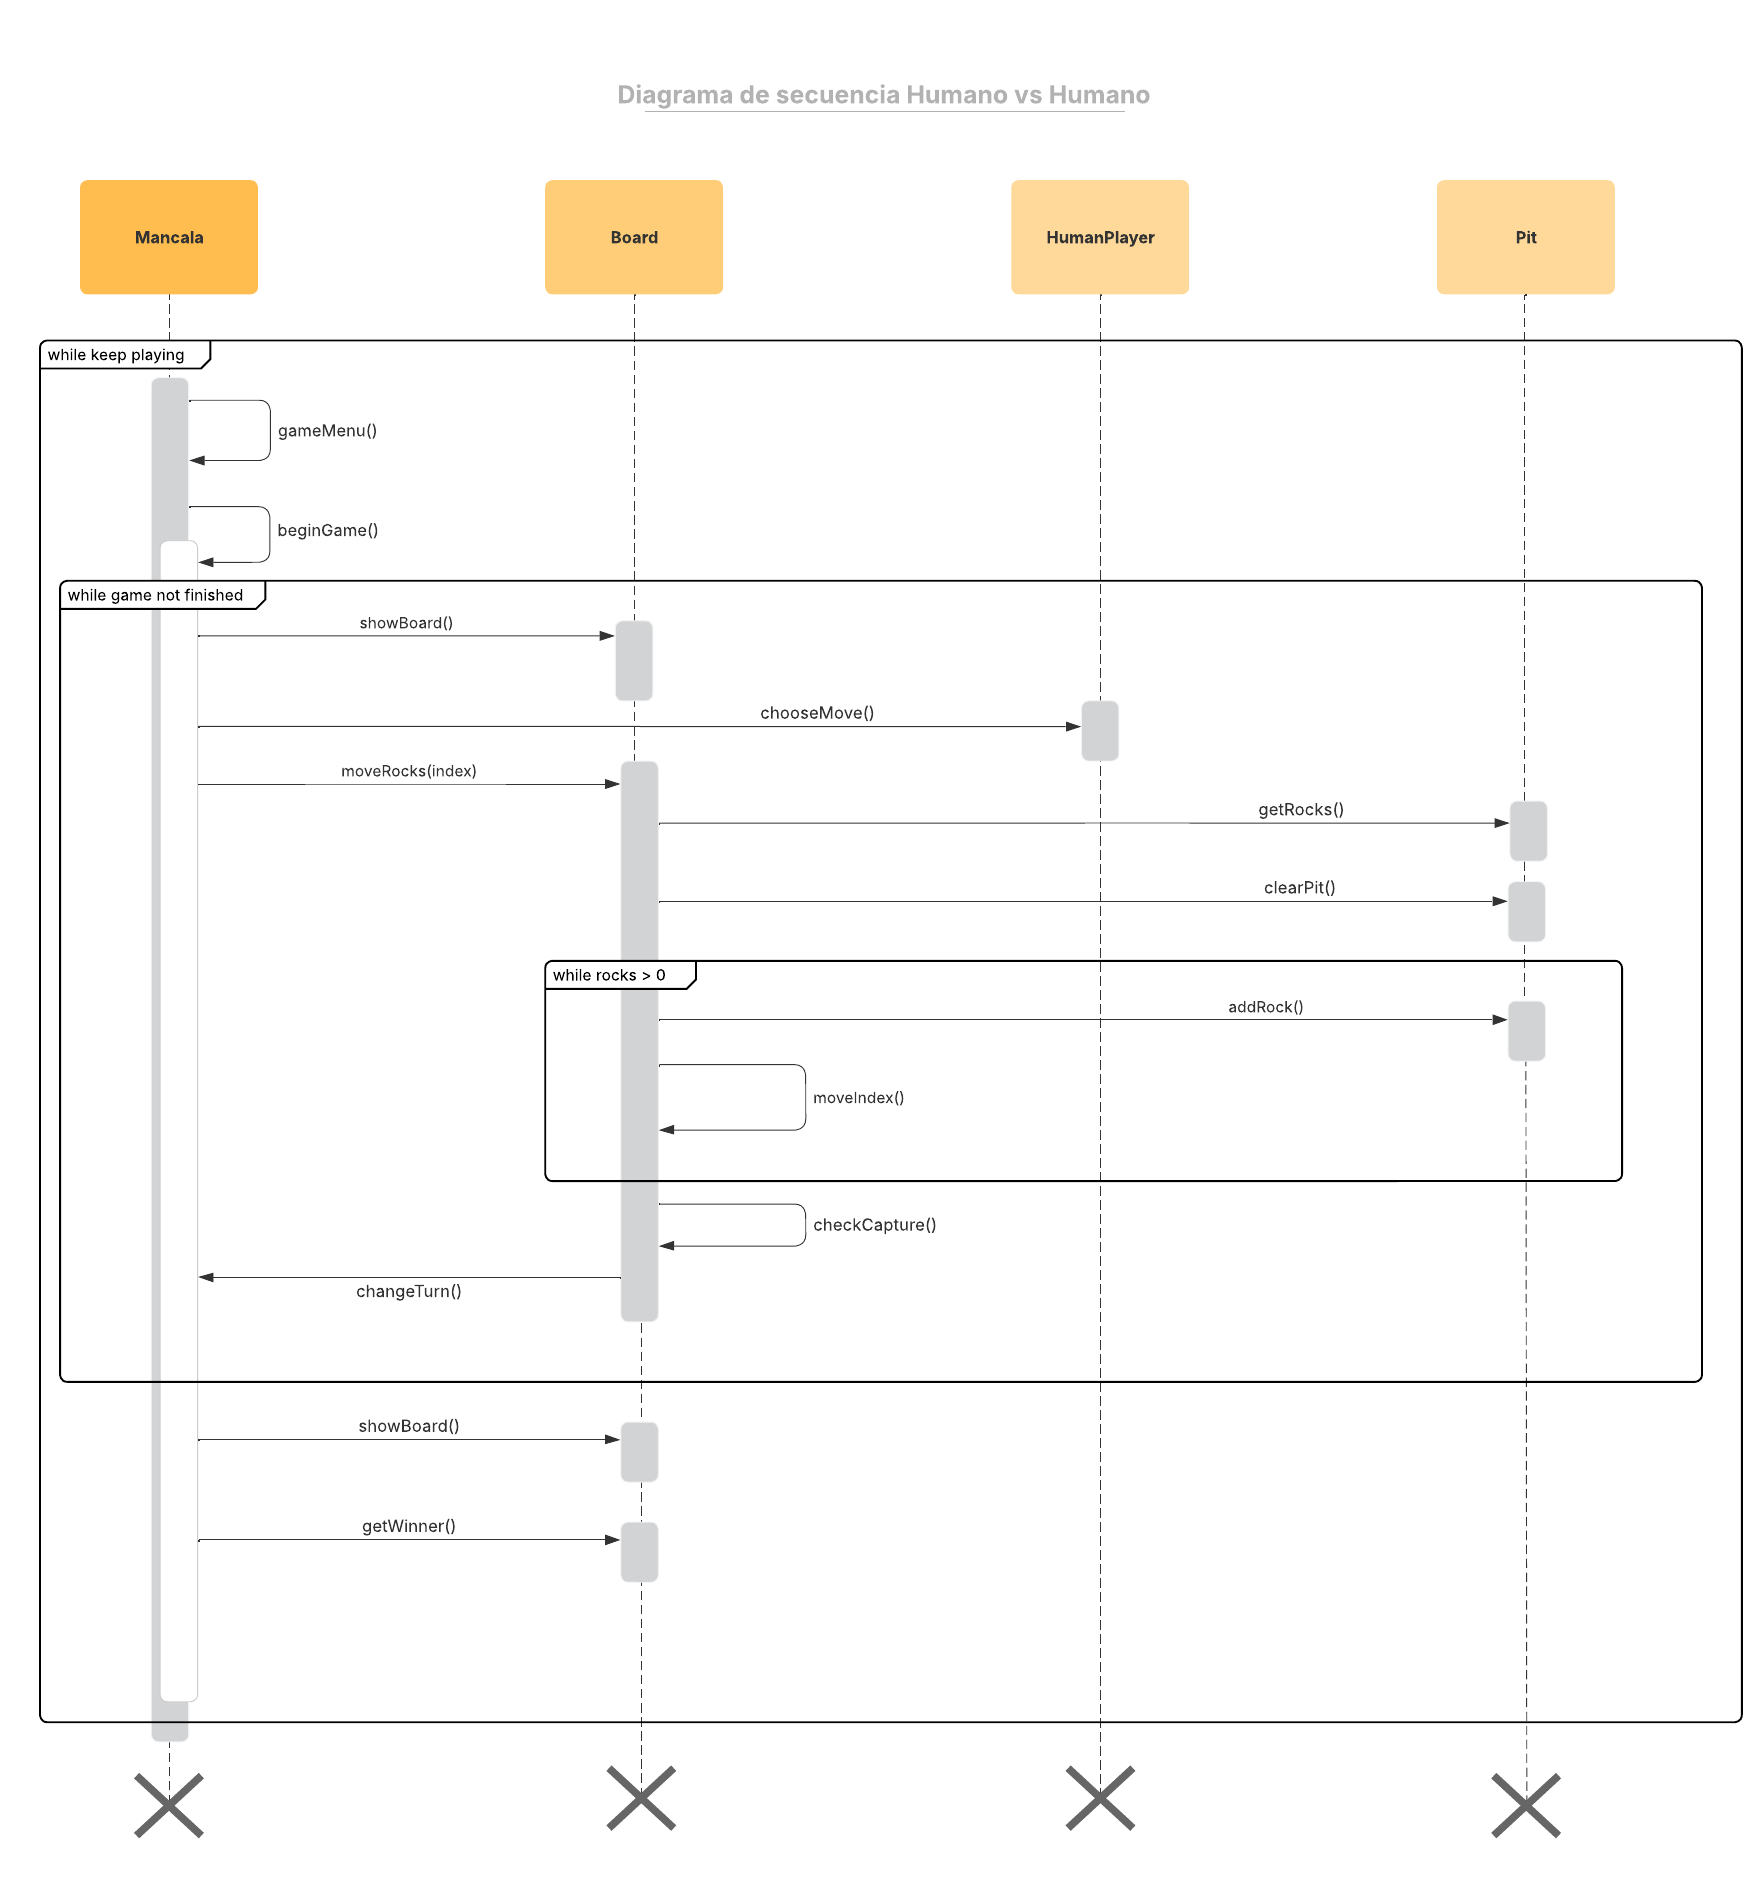 Diagrama de secuencia Humano vs Humano
Mancala
Board
HumanPlayer
Pit
while keep playing
gameMenu()
beginGame()
while game not finished
showBoard()
chooseMove()
moveRocks(index)
getRocks()
clearPit()
while rocks > 0
addRock()
moveIndex()
checkCapture()
changeTurn()
showBoard()
getWinner()